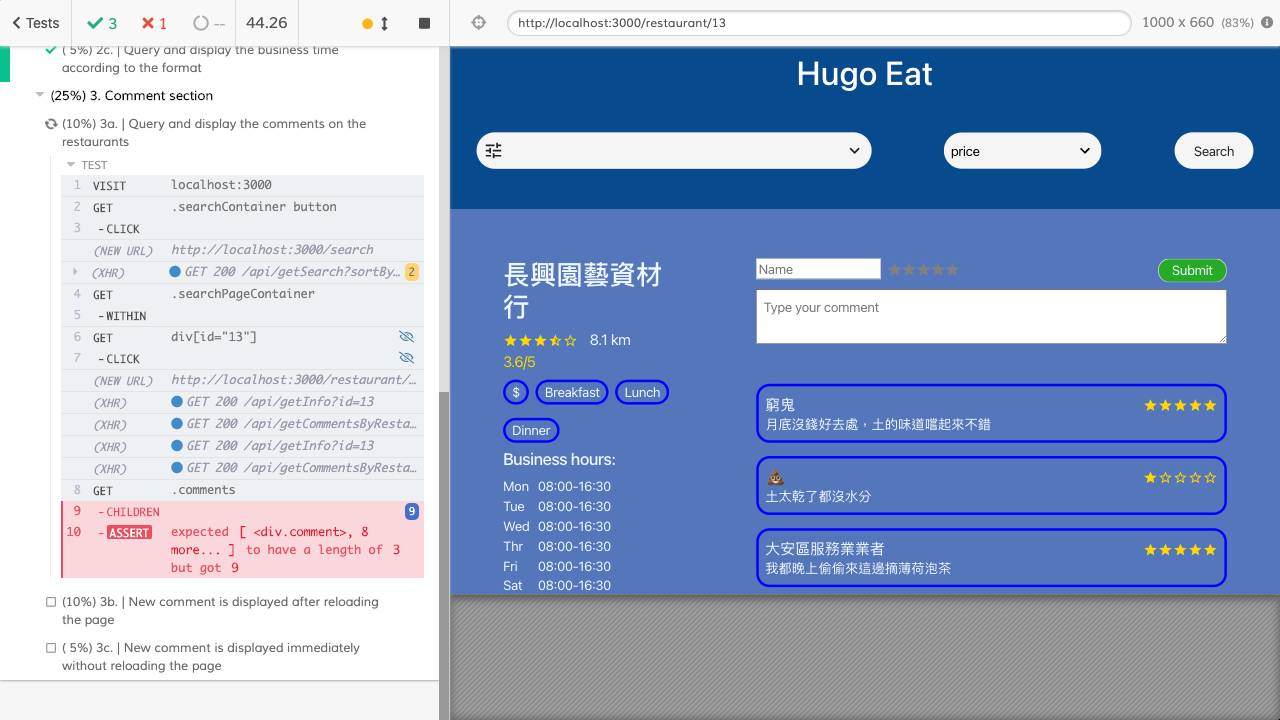 Tests
3
1
--
44.26
http://localhost:3000/restaurant/13
1000 x 660 (83%)
( 5%) 2c. | Query and display the business time
according to the format
(25%) 3. Comment section
(10%) 3a. | Query and display the comments on the
restaurants
TEST
1 VISIT localhost:3000
2 GET .searchContainer button
3 -CLICK
(NEW URL) http://localhost:3000/search
(XHR) GET 200 /api/getSearch?sortBy... 2
4 GET .searchPageContainer
5 -WITHIN
6 GET div[id="13"]
7 -CLICK
(NEW URL) http://localhost:3000/restaurant/...
(XHR) GET 200 /api/getInfo?id=13
(XHR) GET 200 /api/getCommentsByResta...
(XHR) GET 200 /api/getInfo?id=13
(XHR) GET 200 /api/getCommentsByResta...
8 GET .comments
9 -CHILDREN 9
10 -ASSERT expected [ <div.comment>, 8
more... ] to have a length of 3
but got 9
(10%) 3b. | New comment is displayed after reloading
the page
( 5%) 3c. | New comment is displayed immediately
without reloading the page
Hugo Eat
price
Search
長興園藝資材
行
8.1 km
3.6/5
$ Breakfast Lunch
Dinner
Business hours:
Mon 08:00-16:30
Tue 08:00-16:30
Wed 08:00-16:30
Thr 08:00-16:30
Fri 08:00-16:30
Sat 08:00-16:30
Name
Submit
Type your comment
窮鬼
月底沒錢好去處，土的味道嚐起來不錯
💩
土太乾了都沒水分
大安區服務業業者
我都晚上偷偷來這邊摘薄荷泡茶